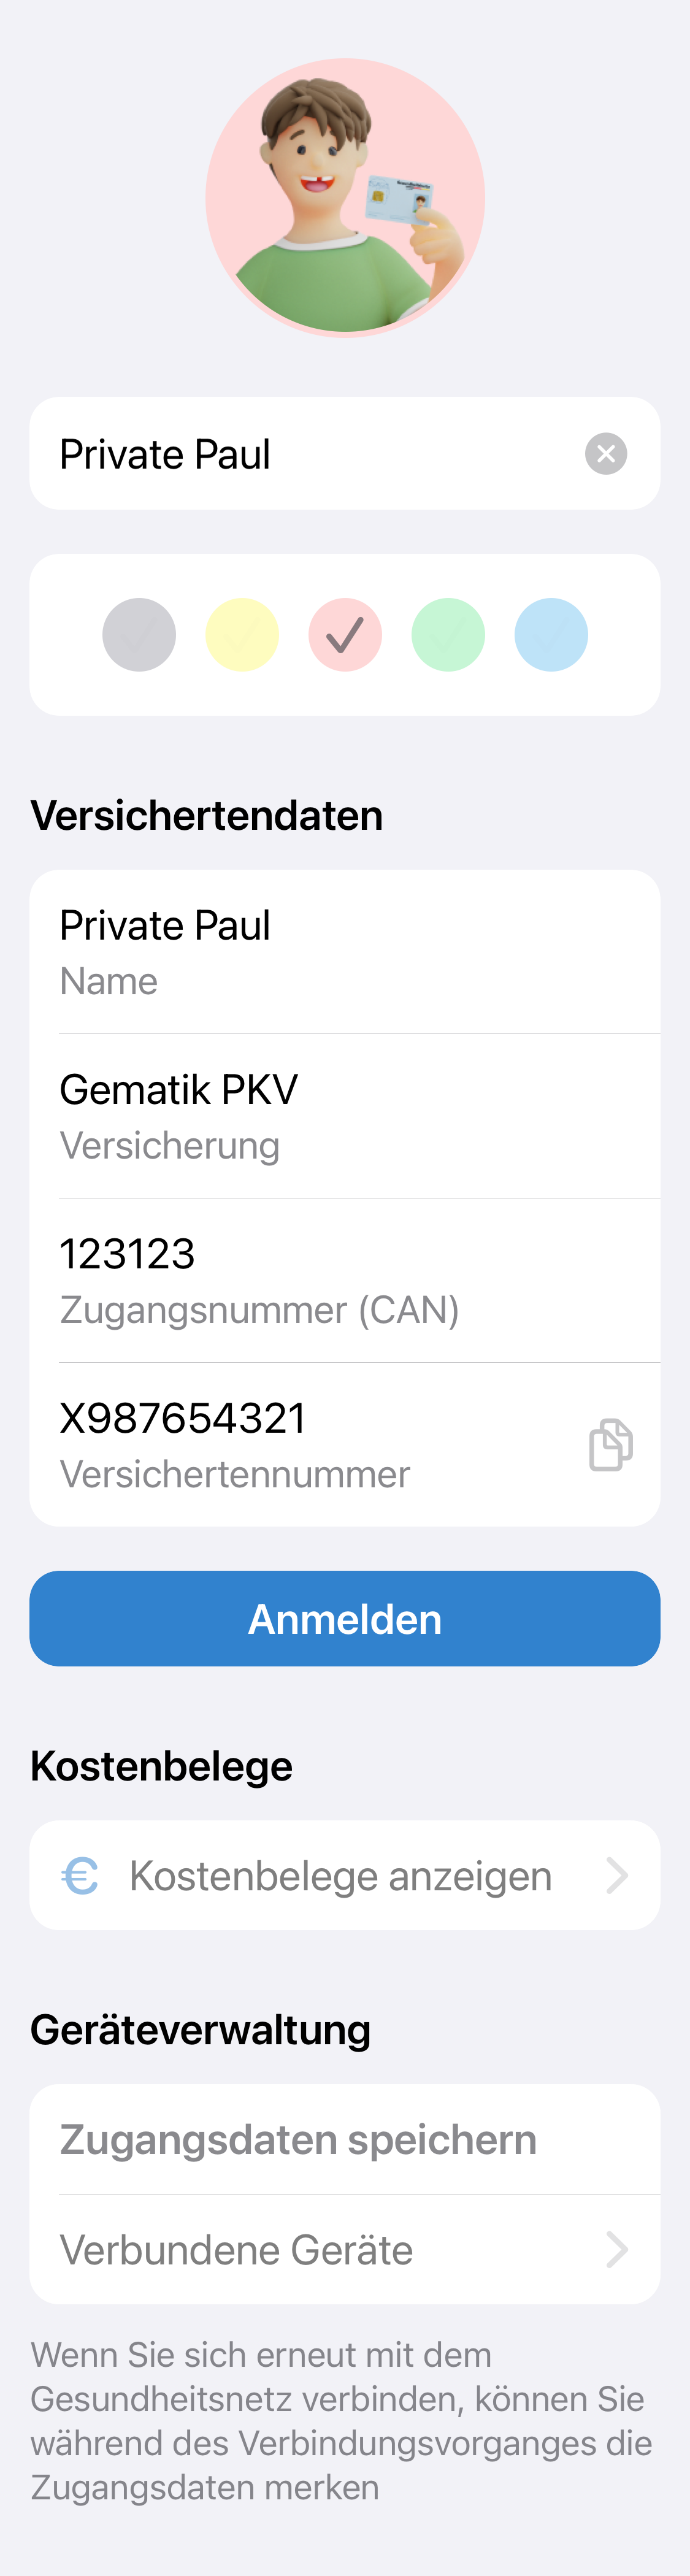 Private Paul
Versichertendaten
Private Paul
Name
Gematik PKV
Versicherung
123123
Zugangsnummer (CAN)
X987654321
Versichertennummer
Anmelden
Kostenbelege
€ Kostenbelege anzeigen
Geräteverwaltung
Zugangsdaten speichern
Verbundene Geräte
Wenn Sie sich erneut mit dem
Gesundheitsnetz verbinden, können Sie
während des Verbindungsvorganges die
Zugangsdaten merken